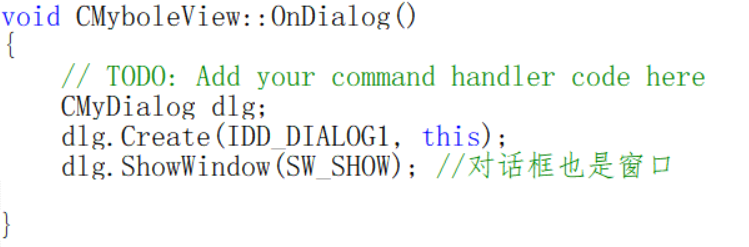 void CMyboleView::OnDialog()
{
    // TODO: Add your command handler code here
    CMyDialog dlg;
    dlg.Create(IDD_DIALOG1, this);
    dlg.ShowWindow(SW_SHOW); //对话框也是窗口
}